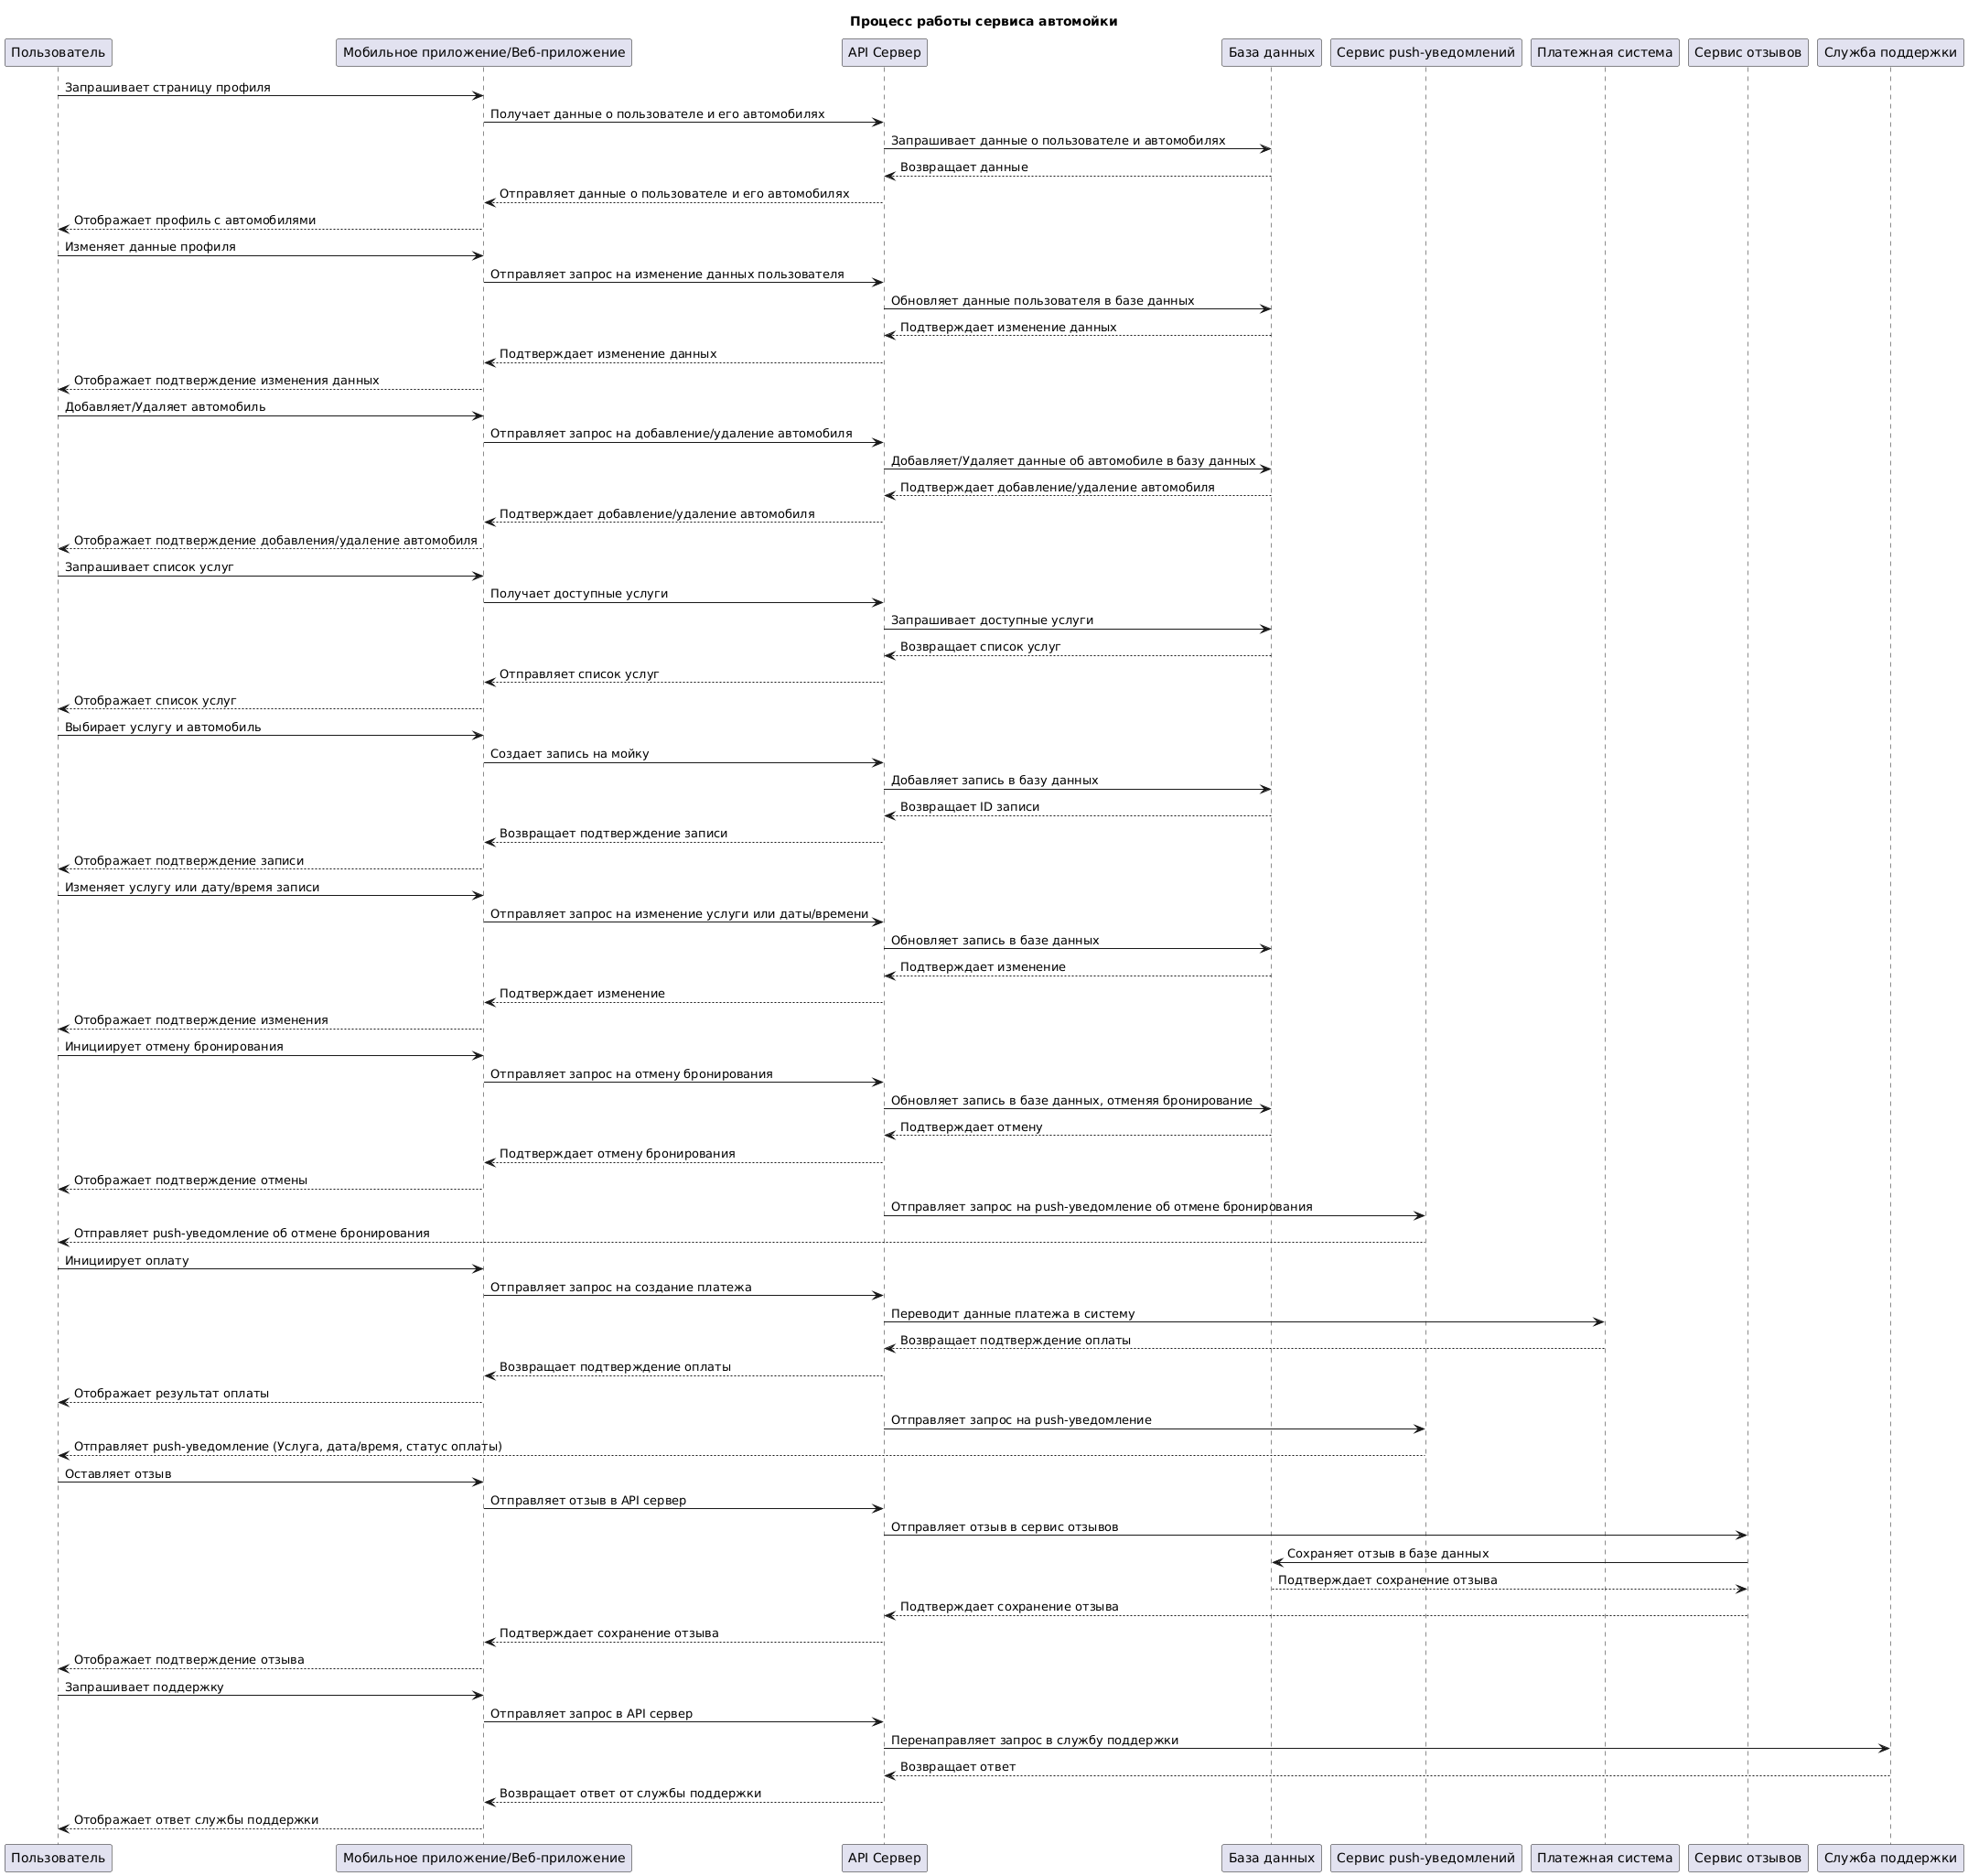 Процесс работы сервиса автомойки
Пользователь
Мобильное приложение/Веб-приложение
API Сервер
База данных
Сервис push-уведомлений
Платежная система
Сервис отзывов
Служба поддержки
Запрашивает страницу профиля
Получает данные о пользователе и его автомобилях
Запрашивает данные о пользователе и автомобилях
Возвращает данные
Отправляет данные о пользователе и его автомобилях
Отображает профиль с автомобилями
Изменяет данные профиля
Отправляет запрос на изменение данных пользователя
Обновляет данные пользователя в базе данных
Подтверждает изменение данных
Подтверждает изменение данных
Отображает подтверждение изменения данных
Добавляет/Удаляет автомобиль
Отправляет запрос на добавление/удаление автомобиля
Добавляет/Удаляет данные об автомобиле в базу данных
Подтверждает добавление/удаление автомобиля
Подтверждает добавление/удаление автомобиля
Отображает подтверждение добавления/удаление автомобиля
Запрашивает список услуг
Получает доступные услуги
Запрашивает доступные услуги
Возвращает список услуг
Отправляет список услуг
Отображает список услуг
Выбирает услугу и автомобиль
Создает запись на мойку
Добавляет запись в базу данных
Возвращает ID записи
Возвращает подтверждение записи
Отображает подтверждение записи
Изменяет услугу или дату/время записи
Отправляет запрос на изменение услуги или даты/времени
Обновляет запись в базе данных
Подтверждает изменение
Подтверждает изменение
Отображает подтверждение изменения
Инициирует отмену бронирования
Отправляет запрос на отмену бронирования
Обновляет запись в базе данных, отменяя бронирование
Подтверждает отмену
Подтверждает отмену бронирования
Отображает подтверждение отмены
Отправляет запрос на push-уведомление об отмене бронирования
Отправляет push-уведомление об отмене бронирования
Инициирует оплату
Отправляет запрос на создание платежа
Переводит данные платежа в систему
Возвращает подтверждение оплаты
Возвращает подтверждение оплаты
Отображает результат оплаты
Отправляет запрос на push-уведомление
Отправляет push-уведомление (Услуга, дата/время, статус оплаты)
Оставляет отзыв
Отправляет отзыв в API сервер
Отправляет отзыв в сервис отзывов
Сохраняет отзыв в базе данных
Подтверждает сохранение отзыва
Подтверждает сохранение отзыва
Подтверждает сохранение отзыва
Отображает подтверждение отзыва
Запрашивает поддержку
Отправляет запрос в API сервер
Перенаправляет запрос в службу поддержки
Возвращает ответ
Возвращает ответ от службы поддержки
Отображает ответ службы поддержки
Пользователь
Мобильное приложение/Веб-приложение
API Сервер
База данных
Сервис push-уведомлений
Платежная система
Сервис отзывов
Служба поддержки